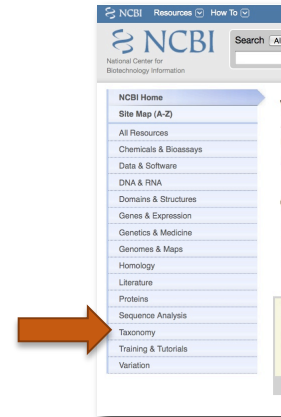 NCBI Resources How To
NCBI
National Center for
Biotechnology Information
Search
NCBI Home
Site Map (A-Z)
All Resources
Chemicals & Bioassays
Data & Software
DNA & RNA
Domains & Structures
Genes & Expression
Genetics & Medicine
Genomes & Maps
Homology
Literature
Proteins
Sequence Analysis
Taxonomy
Training & Tutorials
Variation